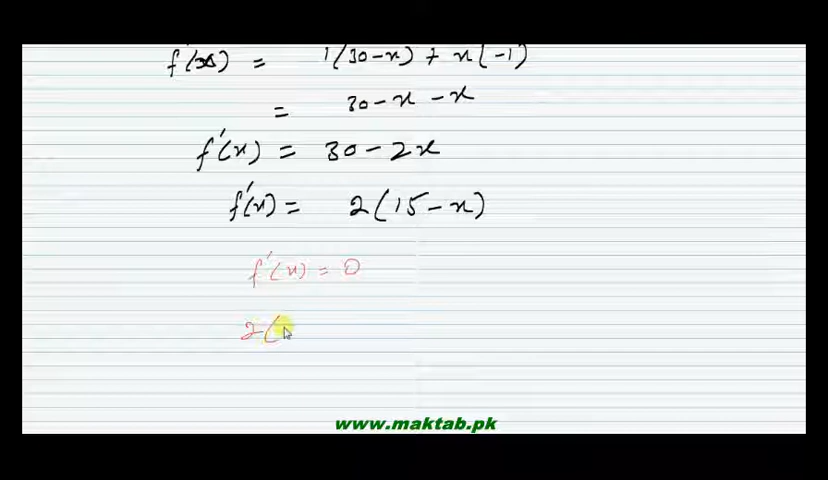 f'(x) = 1(30-x) + x(-1)
= 30-x-x
f'(x) = 30-2x
f'(x) = 2(15-x)
f'(x) = 0
2(
www.maktab.pk